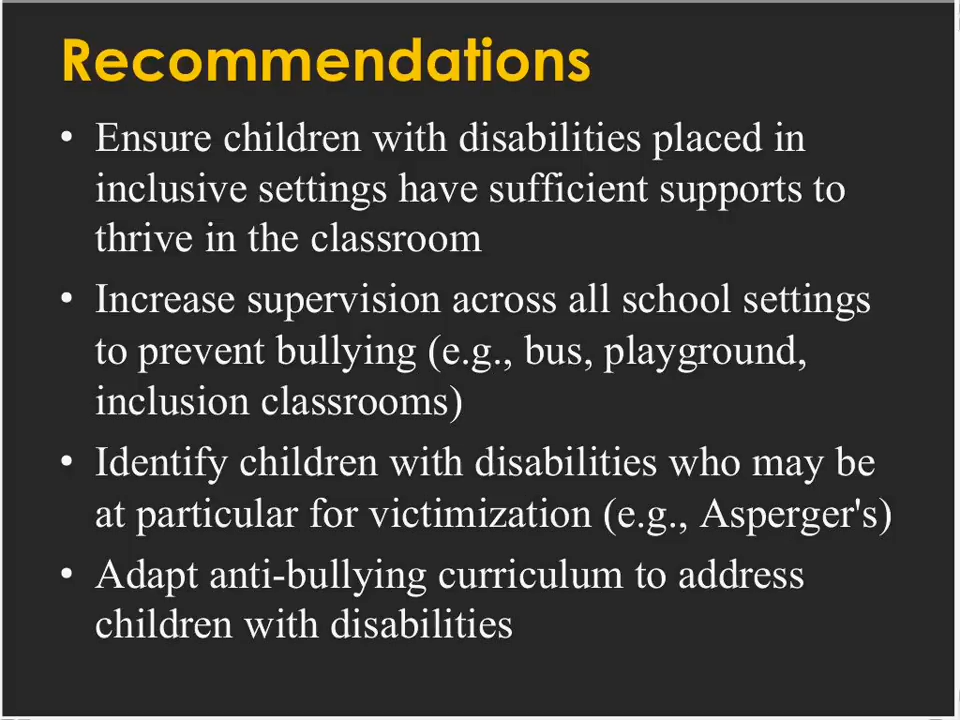 Recommendations
• Ensure children with disabilities placed in
inclusive settings have sufficient supports to
thrive in the classroom
• Increase supervision across all school settings
to prevent bullying (e.g., bus, playground,
inclusion classrooms)
• Identify children with disabilities who may be
at particular for victimization (e.g., Asperger's)
• Adapt anti-bullying curriculum to address
children with disabilities